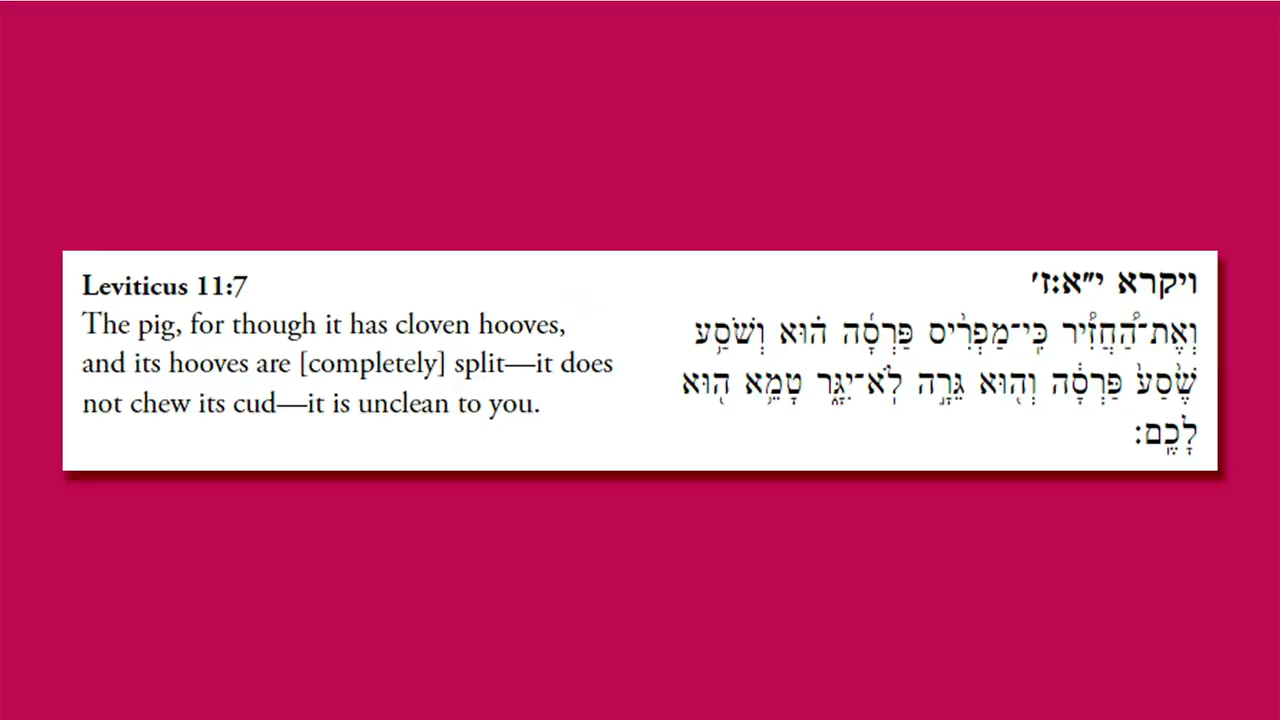 Leviticus 11:7
The pig, for though it has cloven hooves,
and its hooves are [completely] split—it does
not chew its cud—it is unclean to you.
ויקרא י״א:ז׳
וְאֶת־הַ֠חֲזִ֠יר כִּֽי־מַפְרִ֨יס פַּרְסָ֜ה ה֗וּא וְשֹׁסַ֥ע
שֶׁ֙סַע֙ פַּרְסָ֔ה וְה֖וּא גֵּרָ֣ה לֹֽא־יִגָּ֑ר טָמֵ֥א ה֖וּא
לָכֶֽם׃